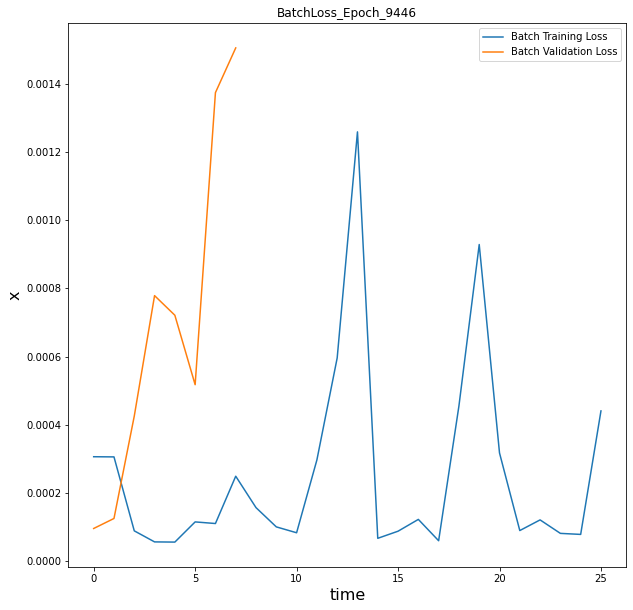 BatchLoss_Epoch_9446
Batch Training Loss
Batch Validation Loss
0.0014
0.0012
0.0010
0.0008
0.0006
0.0004
0.0002
0.0000
x
0 5 10 15 20 25
time